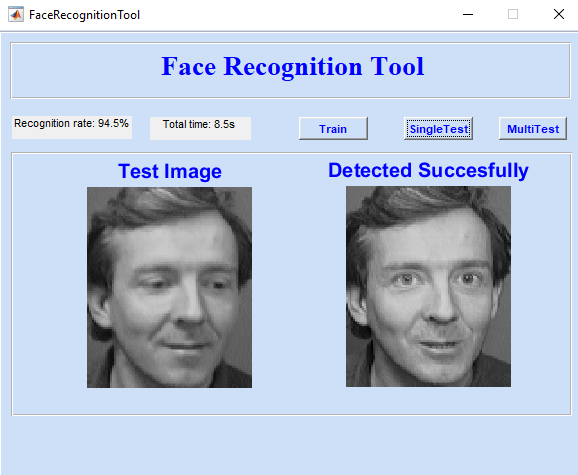 FaceRecognitionTool
Face Recognition Tool
Recognition rate: 94.5%
Total time: 8.5s
Train
SingleTest
MultiTest
Test Image
Detected Succesfully